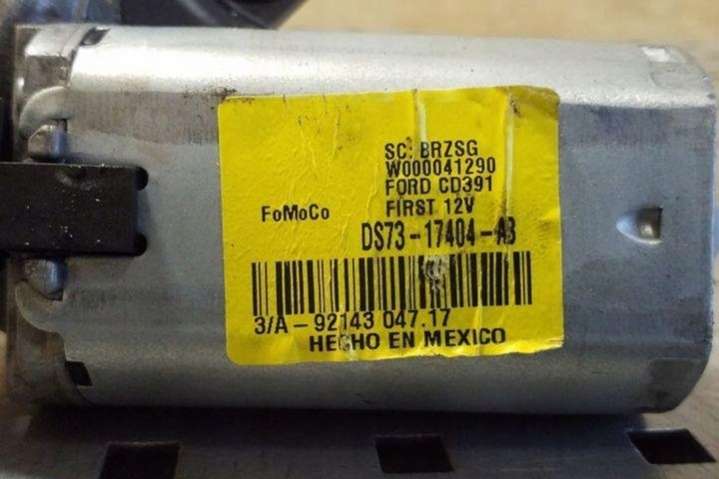 SC: BRZSG
W000041290
FORD CD391
FIRST 12V
FoMoCo
DS73-17404-AB
3/A-92143 047.17
HECHO EN MEXICO